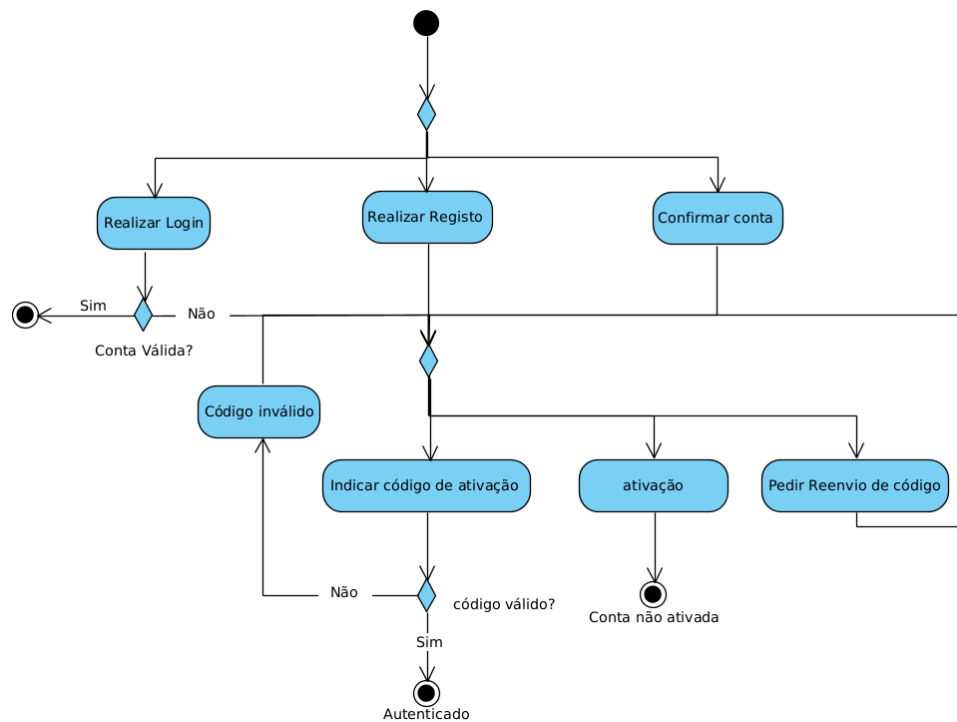 Realizar Login
Realizar Registo
Confirmar conta
Sim
Não
Conta Válida?
Código inválido
Indicar código de ativação
ativação
Pedir Reenvio de código
Não
código válido?
Conta não ativada
Sim
Autenticado